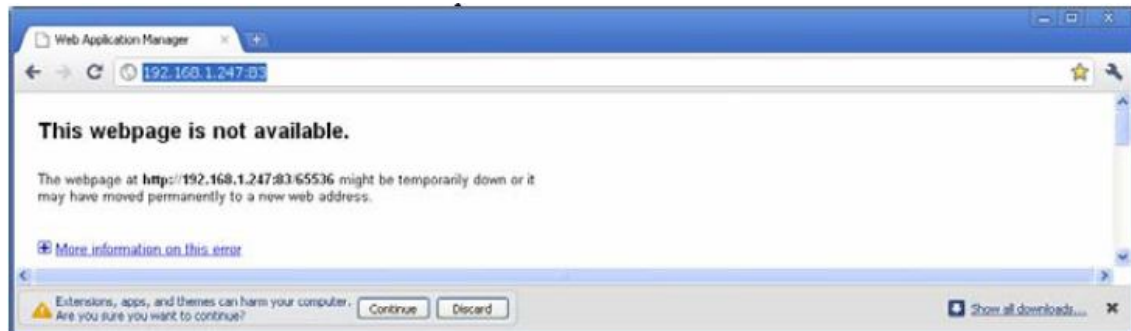 Web Application Manager
192.168.1.247:83
This webpage is not available.
The webpage at http://192.168.1.247:83/65536 might be temporarily down or it
may have moved permanently to a new web address.
More information on this error
Extensions, apps, and themes can harm your computer.
Are you sure you want to continue?
Continue
Discard
Show all downloads...